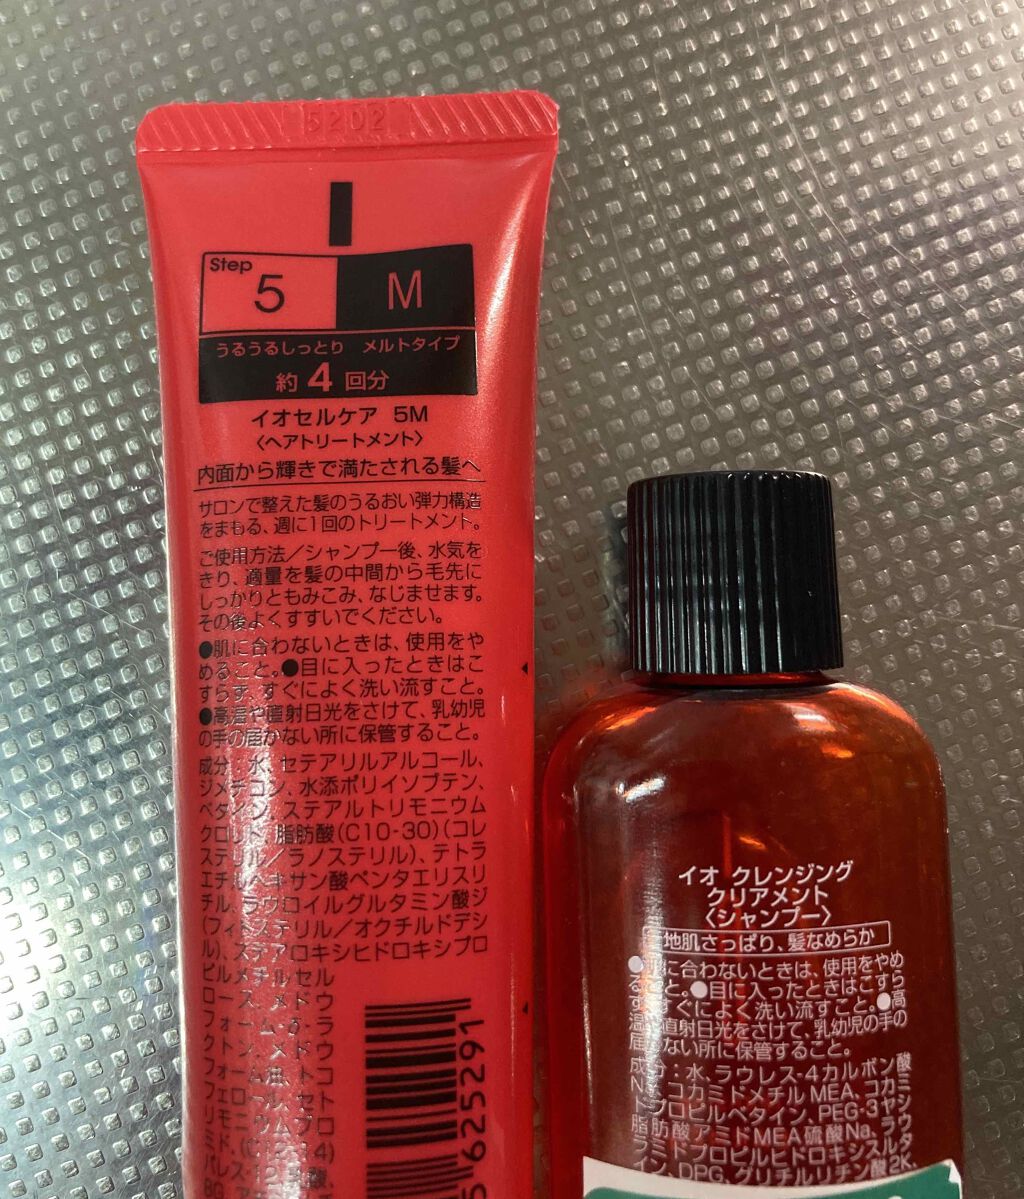 5202
Step
5 M
うるうるしっとり メルトタイプ
約4回分
イオセルケア 5M
〈ヘアトリートメント〉
内面から輝きで満たされる髪へ
サロンで整えた髪のうるおい弾力構造
をまもる、週に1回のトリートメント。
ご使用方法／シャンプー後、水気を
きり、適量を髪の中間から毛先に
しっかりともみこみ、なじませます。
その後よくすすいでください。
●肌に合わないときは、使用をや
めること。●目に入ったときはこ
すらず、すぐによく洗い流すこと。
●高温や直射日光をさけて、乳幼児
の手の届かない所に保管すること。
成分：水、セテアリルアルコール、
ジメチコン、水添ポリイソブテン、
ベタイン、ステアルトリモニウム
クロリド、脂肪酸(C10-30)(コレ
ステリル／ラノステリル)、テトラ
エチルヘキサン酸ペンタエリスリ
チル、ラウロイルグルタミン酸ジ
(フィトステリル／オクチルドデシ
ル)、ステアロキシヒドロキシプロ
ピルメチルセル
ロース、メドウ
フォーム-δ-ラ
クトン、メドウ
フォーム油、トコ
フェロール、セト
リモニウムブロ
ミド、
パレス-12、乳酸、
5 625291
イオ クレンジング
クリアメント
〈シャンプー〉
地肌さっぱり、髪なめらか
●肌に合わないときは、使用をやめ
ること。●目に入ったときはこすら
ずすぐによく洗い流すこと。●高
温や直射日光をさけて、乳幼児の手の
届かない所に保管すること。
成分：水、ラウレス-4カルボン酸
Na、コカミドメチルMEA、コカミ
ドプロピルベタイン、PEG-3ヤシ
脂肪酸アミドMEA硫酸Na、ラウ
ラミドプロピルヒドロキシスルタ
イン、DPG、グリチルリチン酸2K、